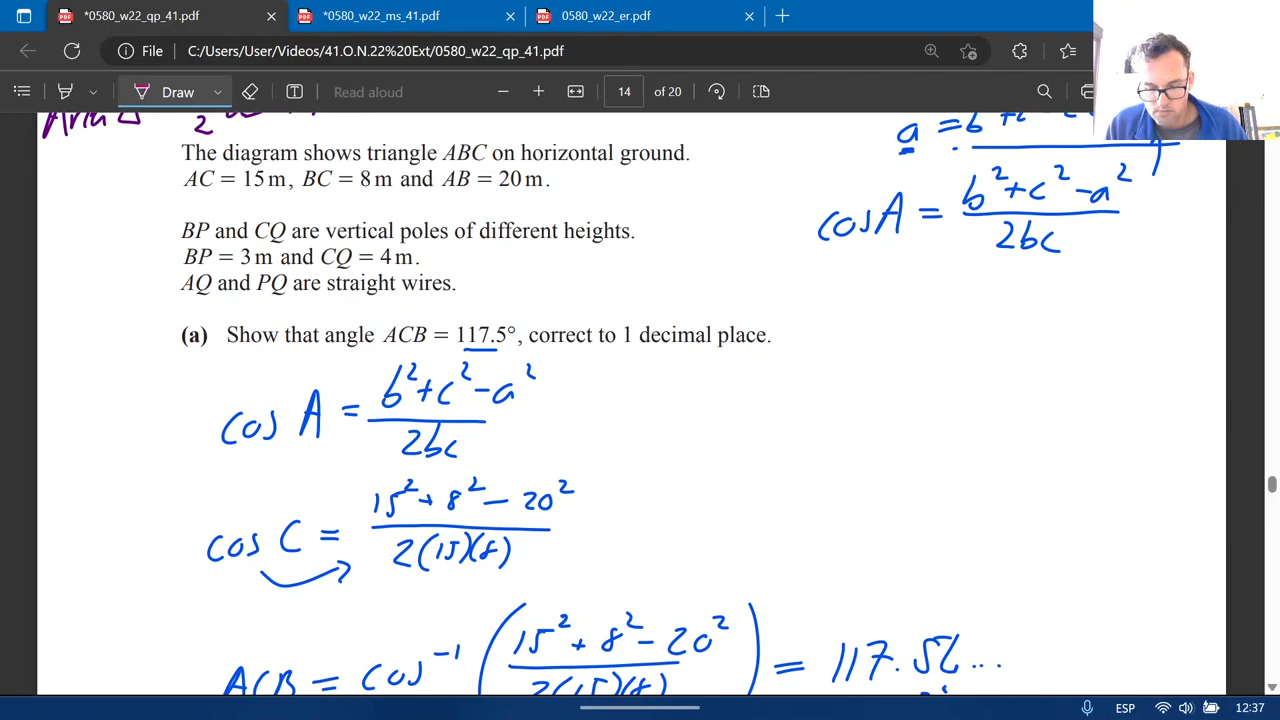 0580_w22_qp_41.pdf
*0580_w22_ms_41.pdf
0580_w22_er.pdf
File C:/Users/User/Videos/41.O.N.22%20Ext/0580_w22_qp_41.pdf
Draw Read aloud 14 of 20
Area Δ
2
a =
The diagram shows triangle ABC on horizontal ground.
AC = 15 m, BC = 8 m and AB = 20 m.
cos A = b² + c² - a² / 2bc
BP and CQ are vertical poles of different heights.
BP = 3 m and CQ = 4 m.
AQ and PQ are straight wires.
(a) Show that angle ACB = 117.5°, correct to 1 decimal place.
cos A = b² + c² - a² / 2bc
cos C = 15² + 8² - 20² / 2(15)(8)
ACB = cos⁻¹ (15² + 8² - 20² / 2(15)(8)) = 117.5
ESP 12:37